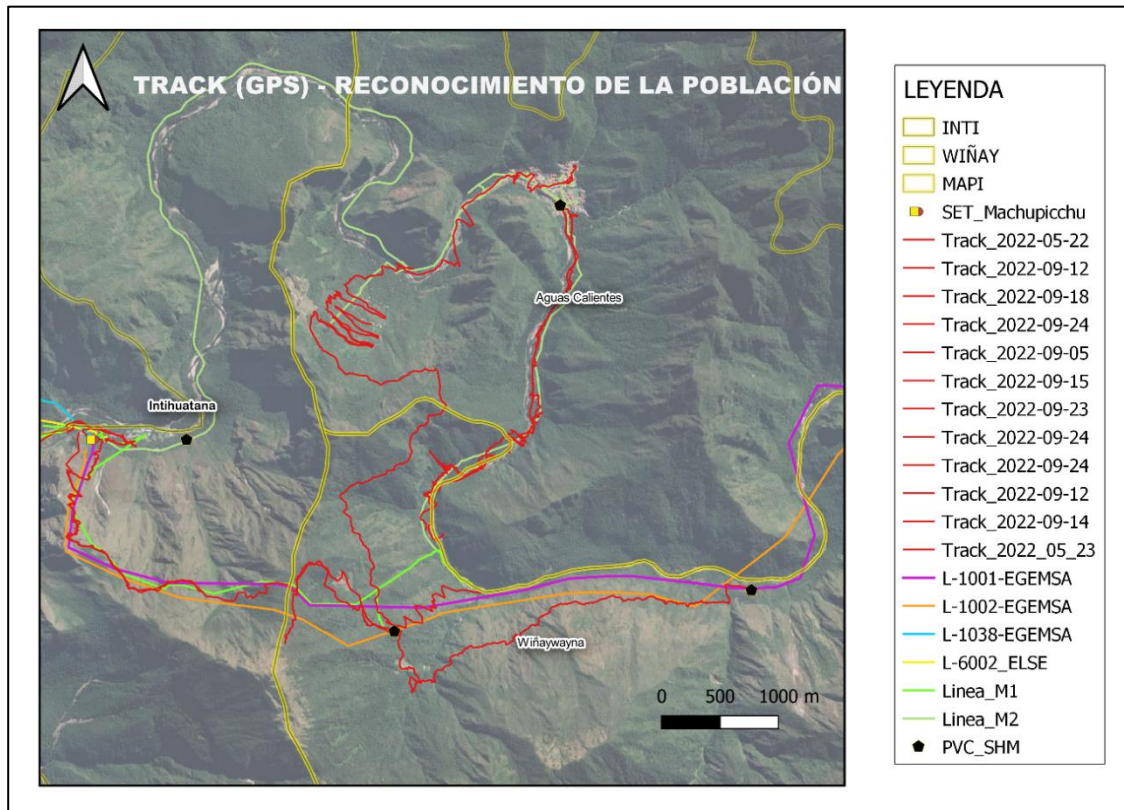 TRACK (GPS) - RECONOCIMIENTO DE LA POBLACIÓN
Aguas Calientes
Intihuatana
Wiñaywayna
0 500 1000 m
LEYENDA
INTI
WIÑAY
MAPI
SET_Machupicchu
Track_2022-05-22
Track_2022-09-12
Track_2022-09-18
Track_2022-09-24
Track_2022-09-05
Track_2022-09-15
Track_2022-09-23
Track_2022-09-24
Track_2022-09-24
Track_2022-09-12
Track_2022-09-14
Track_2022_05_23
L-1001-EGEMSA
L-1002-EGEMSA
L-1038-EGEMSA
L-6002_ELSE
Linea_M1
Linea_M2
PVC_SHM